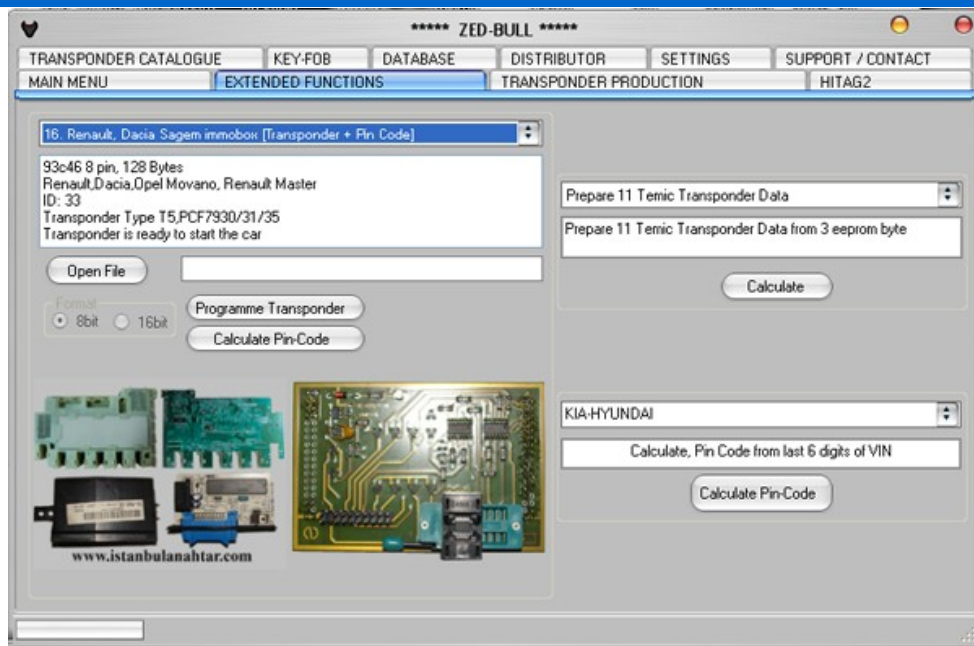 ***** ZED-BULL *****
TRANSPONDER CATALOGUE
KEY-FOB
DATABASE
DISTRIBUTOR
SETTINGS
SUPPORT / CONTACT
MAIN MENU
EXTENDED FUNCTIONS
TRANSPONDER PRODUCTION
HITAG2
16. Renault, Dacia Sagem immobox [Transponder + Pin Code]
93c46 8 pin, 128 Bytes
Renault,Dacia,Opel Movano, Renault Master
ID: 33
Transponder Type T5,PCF7930/31/35
Transponder is ready to start the car
Open File
Format
8bit
16bit
Programme Transponder
Calculate Pin-Code
www.istanbulanahtar.com
Prepare 11 Temic Transponder Data
Prepare 11 Temic Transponder Data from 3 eeprom byte
Calculate
KIA-HYUNDAI
Calculate, Pin Code from last 6 digits of VIN
Calculate Pin-Code